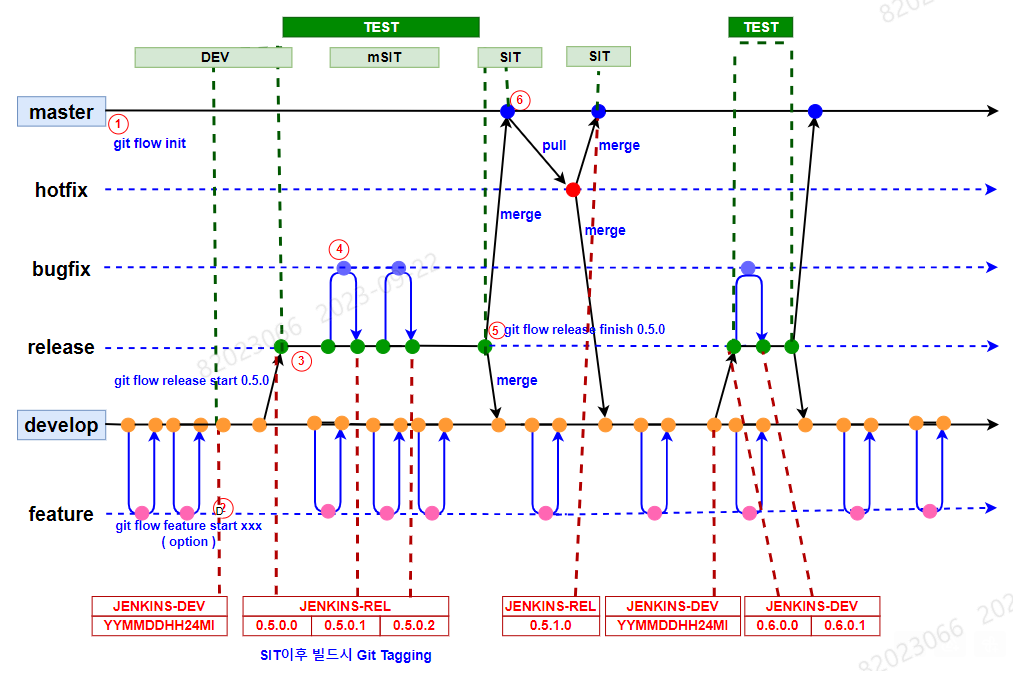 TEST
TEST
DEV
mSIT
SIT
SIT
master
6
1
git flow init
pull
merge
hotfix
merge
merge
4
bugfix
5
git flow release finish 0.5.0
release
3
git flow release start 0.5.0
merge
develop
2
D
feature
git flow feature start xxx
( option )
JENKINS-DEV
YYMMDDHH24MI
JENKINS-REL
0.5.0.0
0.5.0.1
0.5.0.2
JENKINS-REL
0.5.1.0
JENKINS-DEV
YYMMDDHH24MI
JENKINS-DEV
0.6.0.0
0.6.0.1
SIT이후 빌드시 Git Tagging
82023066
82023066